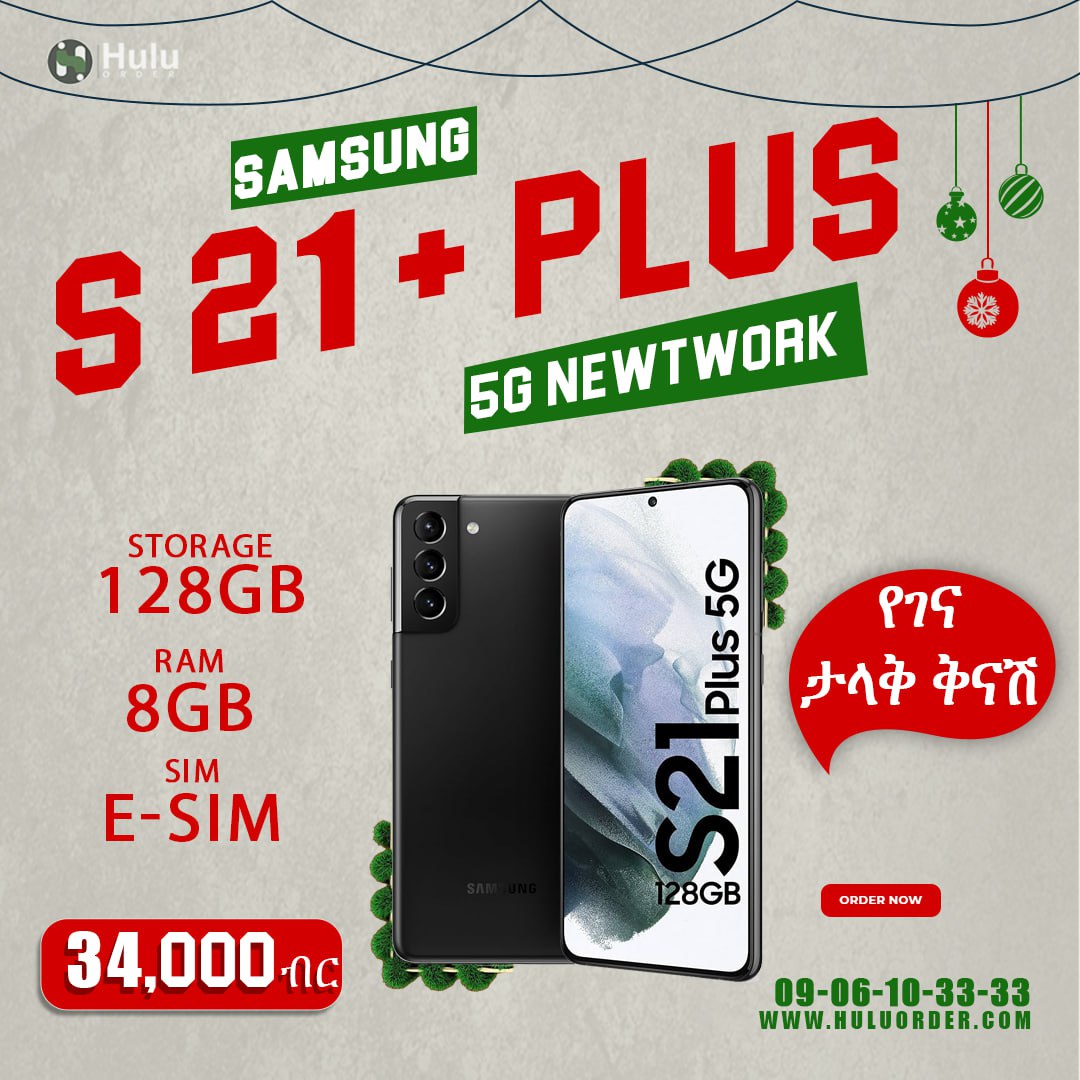 Hulu
ORDER
SAMSUNG
S 21+ PLUS
5G NEWTWORK
STORAGE
128GB
RAM
8GB
SIM
E-SIM
S21 Plus 5G
128GB
SAMSUNG
የገና
ታላቅ ቅናሽ
34,000 ብር
ORDER NOW
09-06-10-33-33
WWW.HULUORDER.COM